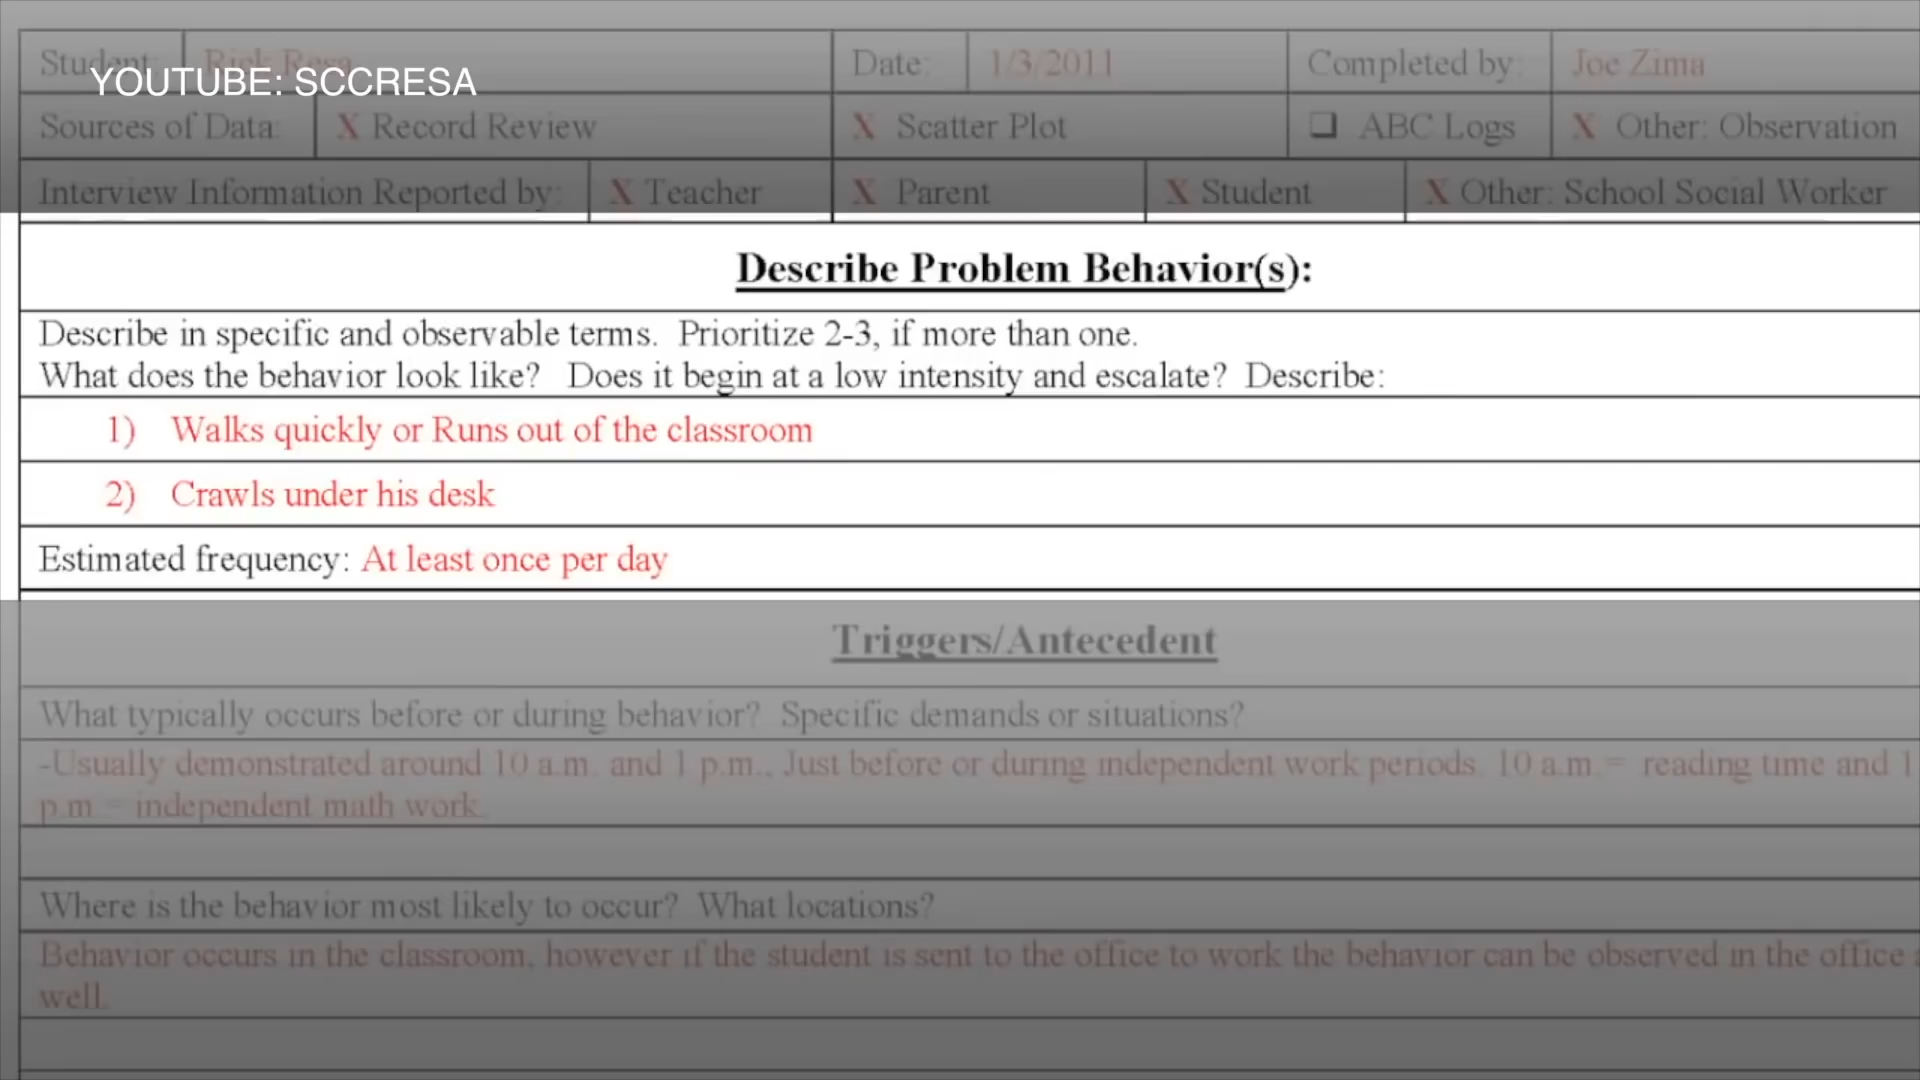 Student: Rick Resa Date: 1/3/2011 Completed by: Joe Zima
YOUTUBE: SCCRESA
Sources of Data: X Record Review X Scatter Plot ❑ ABC Logs X Other: Observation
Interview Information Reported by: X Teacher X Parent X Student X Other: School Social Worker
Describe Problem Behavior(s):
Describe in specific and observable terms. Prioritize 2-3, if more than one.
What does the behavior look like? Does it begin at a low intensity and escalate? Describe:
1) Walks quickly or Runs out of the classroom
2) Crawls under his desk
Estimated frequency: At least once per day
Triggers/Antecedent
What typically occurs before or during behavior? Specific demands or situations?
-Usually demonstrated around 10 a.m. and 1 p.m., Just before or during independent work periods. 10 a.m.= reading time and 1
p.m.= independent math work.
Where is the behavior most likely to occur? What locations?
Behavior occurs in the classroom, however if the student is sent to the office to work the behavior can be observed in the office
well.